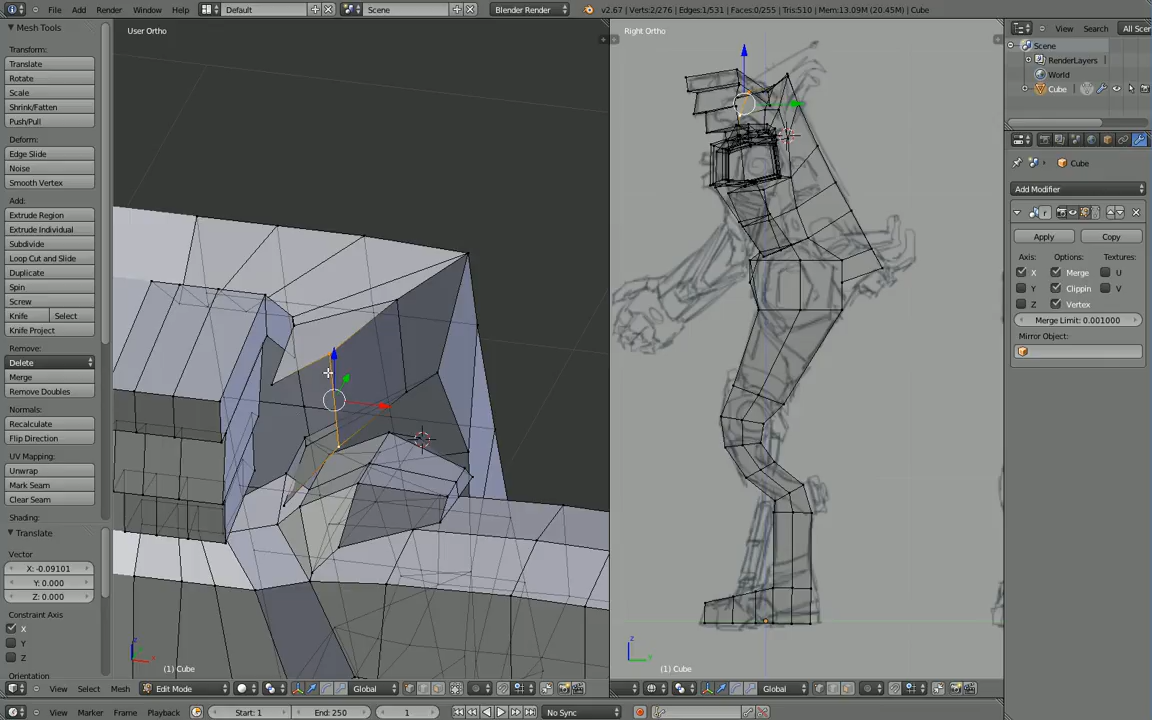 File Add Render Window Help Default Scene Blender Render v2.67 | Verts:2/276 | Edges:1/531 | Faces:0/255 | Tris:510 | Mem:13.09M (20.45M) | Cube
Mesh Tools
Transform:
Translate
Rotate
Scale
Shrink/Fatten
Push/Pull
Deform:
Edge Slide
Noise
Smooth Vertex
Add:
Extrude Region
Extrude Individual
Subdivide
Loop Cut and Slide
Duplicate
Spin
Screw
Knife Select
Knife Project
Remove:
Delete
Merge
Remove Doubles
Normals:
Recalculate
Flip Direction
UV Mapping:
Unwrap
Mark Seam
Clear Seam
Shading:
Translate
Vector
X: -0.09101
Y: 0.000
Z: 0.000
Constraint Axis
X
Y
Z
Orientation
User Ortho
z
x
(1) Cube
Right Ortho
z
y
(1) Cube
View Search All Scen
Scene
RenderLayers
World
Cube
Cube
Add Modifier
Apply Copy
Axis: Options: Textures:
X Merge U
Y Clippin V
Z Vertex
Merge Limit: 0.001000
Mirror Object:
View Select Mesh Edit Mode Global
Global
View Marker Frame Playback Start: 1 End: 250 1 No Sync